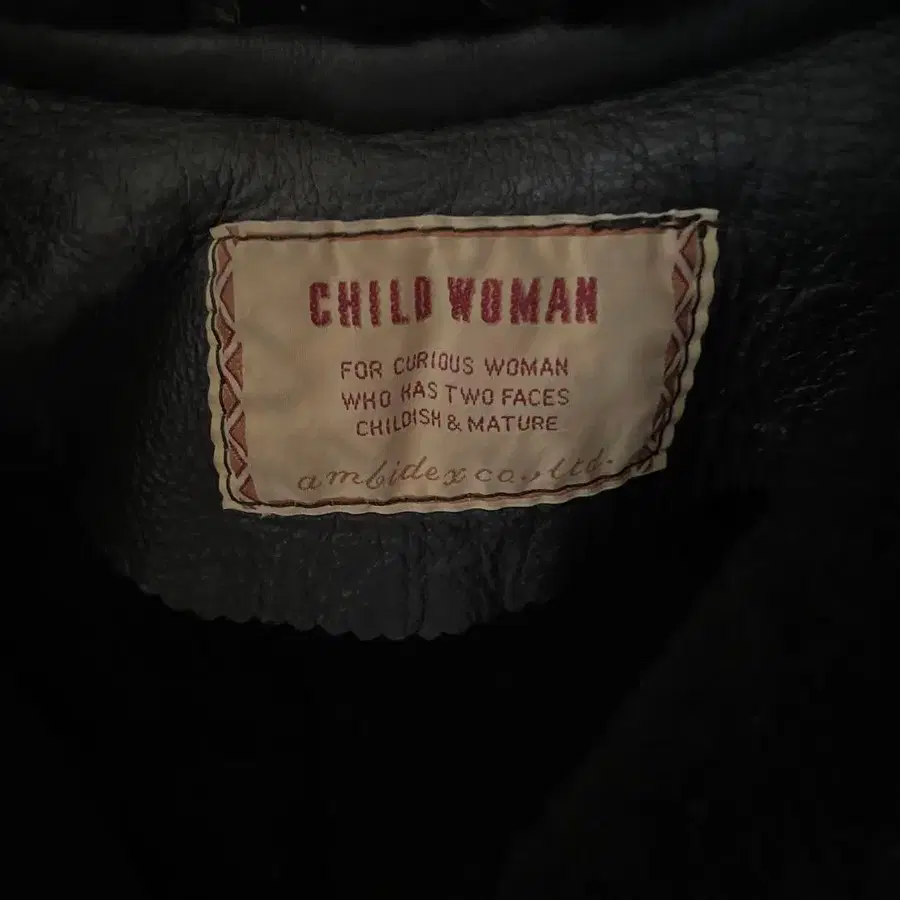 CHILD WOMAN
FOR CURIOUS WOMAN
WHO HAS TWO FACES
CHILDISH & MATURE
ambidex co., ltd.